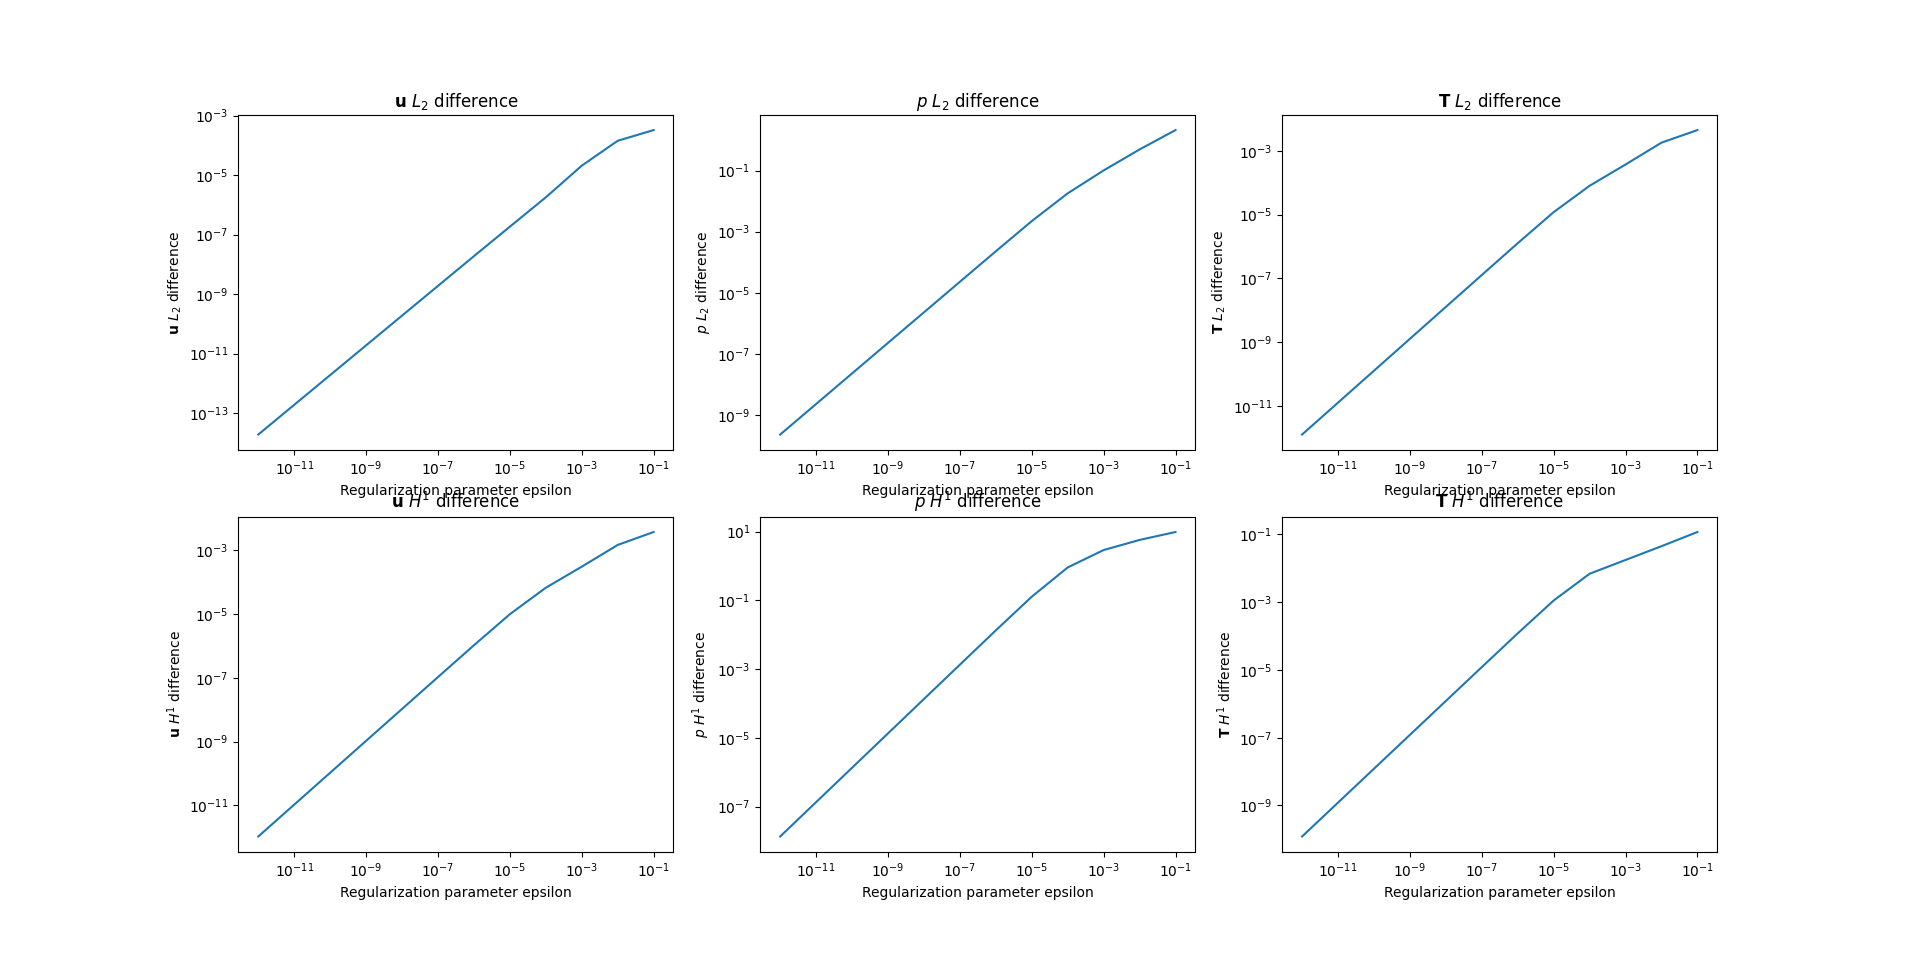 u L₂ difference
p L₂ difference
T L₂ difference
10⁻³
10⁻⁵
10⁻⁷
10⁻⁹
10⁻¹¹
10⁻¹³
u L₂ difference
10⁻¹¹ 10⁻⁹ 10⁻⁷ 10⁻⁵ 10⁻³ 10⁻¹
Regularization parameter epsilon
10⁻¹
10⁻³
10⁻⁵
10⁻⁷
10⁻⁹
p L₂ difference
10⁻¹¹ 10⁻⁹ 10⁻⁷ 10⁻⁵ 10⁻³ 10⁻¹
Regularization parameter epsilon
10⁻³
10⁻⁵
10⁻⁷
10⁻⁹
10⁻¹¹
T L₂ difference
10⁻¹¹ 10⁻⁹ 10⁻⁷ 10⁻⁵ 10⁻³ 10⁻¹
Regularization parameter epsilon
u H¹ difference
p H¹ difference
T H¹ difference
10⁻³
10⁻⁵
10⁻⁷
10⁻⁹
10⁻¹¹
u H¹ difference
10⁻¹¹ 10⁻⁹ 10⁻⁷ 10⁻⁵ 10⁻³ 10⁻¹
Regularization parameter epsilon
10¹
10⁻¹
10⁻³
10⁻⁵
10⁻⁷
p H¹ difference
10⁻¹¹ 10⁻⁹ 10⁻⁷ 10⁻⁵ 10⁻³ 10⁻¹
Regularization parameter epsilon
10⁻¹
10⁻³
10⁻⁵
10⁻⁷
10⁻⁹
T H¹ difference
10⁻¹¹ 10⁻⁹ 10⁻⁷ 10⁻⁵ 10⁻³ 10⁻¹
Regularization parameter epsilon